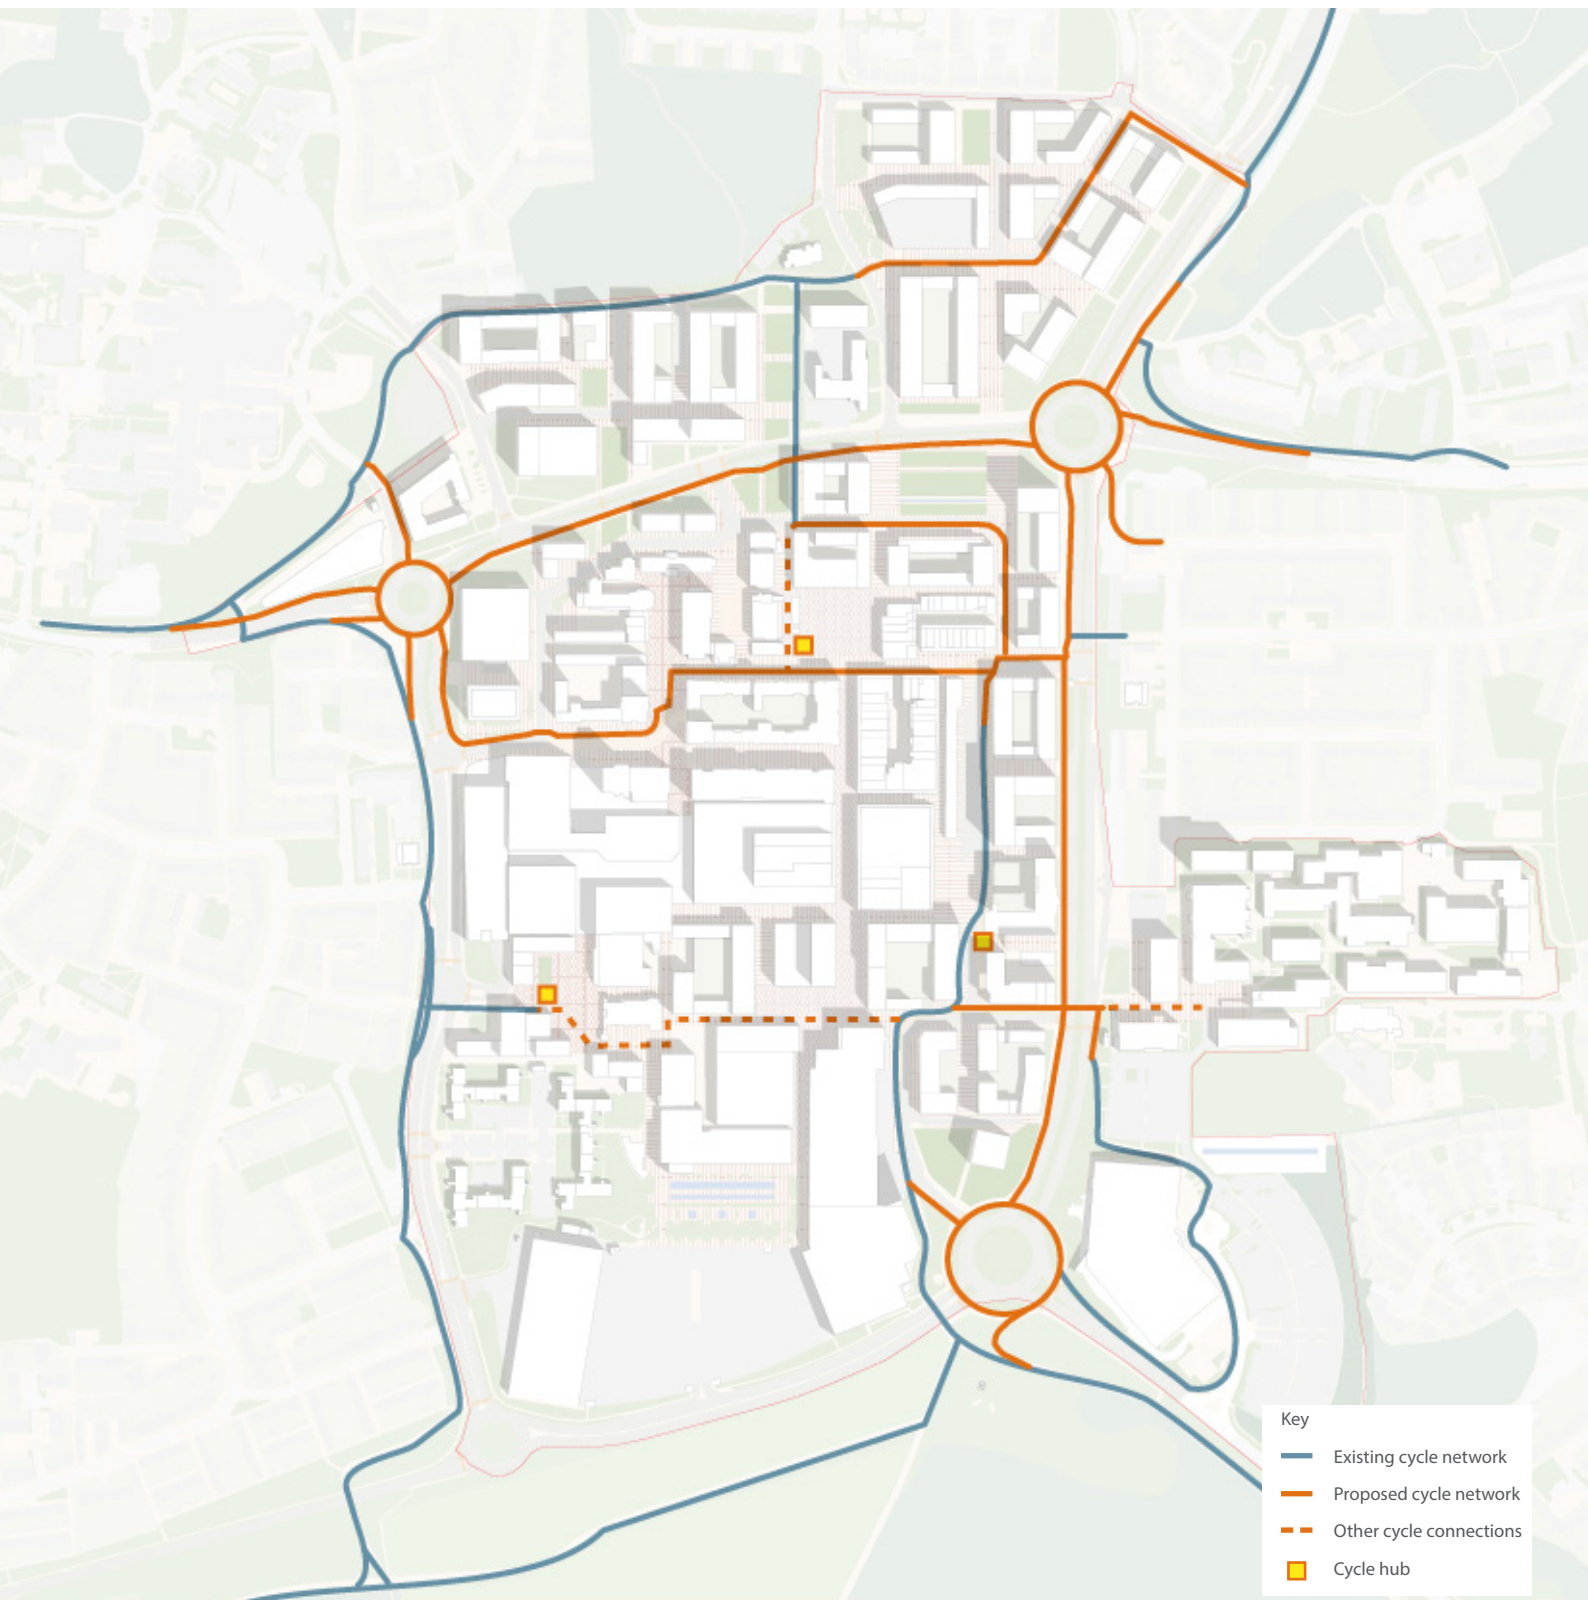 Key
Existing cycle network
Proposed cycle network
Other cycle connections
Cycle hub